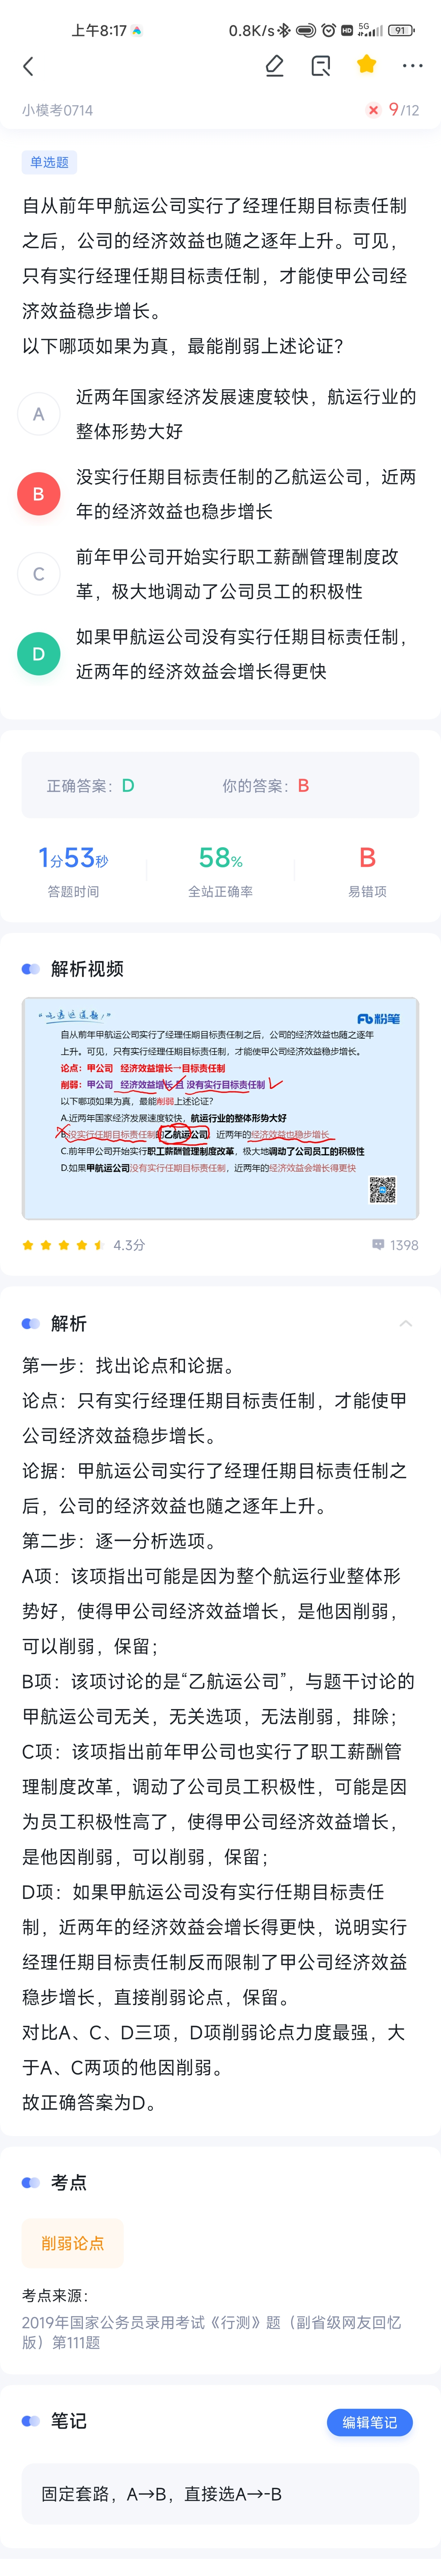 上午8:17
0.8K/s
HD
5G
91
小模考0714
9/12
单选题
自从前年甲航运公司实行了经理任期目标责任制
之后，公司的经济效益也随之逐年上升。可见，
只有实行经理任期目标责任制，才能使甲公司经
济效益稳步增长。
以下哪项如果为真，最能削弱上述论证？
A 近两年国家经济发展速度较快，航运行业的
整体形势大好
B 没实行任期目标责任制的乙航运公司，近两
年的经济效益也稳步增长
C 前年甲公司开始实行职工薪酬管理制度改
革，极大地调动了公司员工的积极性
D 如果甲航运公司没有实行任期目标责任制，
近两年的经济效益会增长得更快
正确答案：D 你的答案：B
1分53秒 58% B
答题时间 全站正确率 易错项
解析视频
粉笔
自从前年甲航运公司实行了经理任期目标责任制之后，公司的经济效益也随之逐年
上升。可见，只有实行经理任期目标责任制，才能使甲公司经济效益稳步增长。
论点：甲公司 经济效益增长→目标责任制
削弱：甲公司 经济效益增长且 没有实行目标责任制
以下哪项如果为真，最能削弱上述论证？
A.近两年国家经济发展速度较快，航运行业的整体形势大好
B.没实行任期目标责任制的乙航运公司，近两年的经济效益也稳步增长
C.前年甲公司开始实行职工薪酬管理制度改革，极大地调动了公司员工的积极性
D.如果甲航运公司没有实行任期目标责任制，近两年的经济效益会增长得更快
4.3分 1398
解析
第一步：找出论点和论据。
论点：只有实行经理任期目标责任制，才能使甲
公司经济效益稳步增长。
论据：甲航运公司实行了经理任期目标责任制之
后，公司的经济效益也随之逐年上升。
第二步：逐一分析选项。
A项：该项指出可能是因为整个航运行业整体形
势好，使得甲公司经济效益增长，是他因削弱，
可以削弱，保留；
B项：该项讨论的是“乙航运公司”，与题干讨论的
甲航运公司无关，无关选项，无法削弱，排除；
C项：该项指出前年甲公司也实行了职工薪酬管
理制度改革，调动了公司员工积极性，可能是因
为员工积极性高了，使得甲公司经济效益增长，
是他因削弱，可以削弱，保留；
D项：如果甲航运公司没有实行任期目标责任
制，近两年的经济效益会增长得更快，说明实行
经理任期目标责任制反而限制了甲公司经济效益
稳步增长，直接削弱论点，保留。
对比A、C、D三项，D项削弱论点力度最强，大
于A、C两项的他因削弱。
故正确答案为D。
考点
削弱论点
考点来源：
2019年国家公务员录用考试《行测》题（副省级网友回忆
版）第111题
笔记
编辑笔记
固定套路，A→B，直接选A→-B